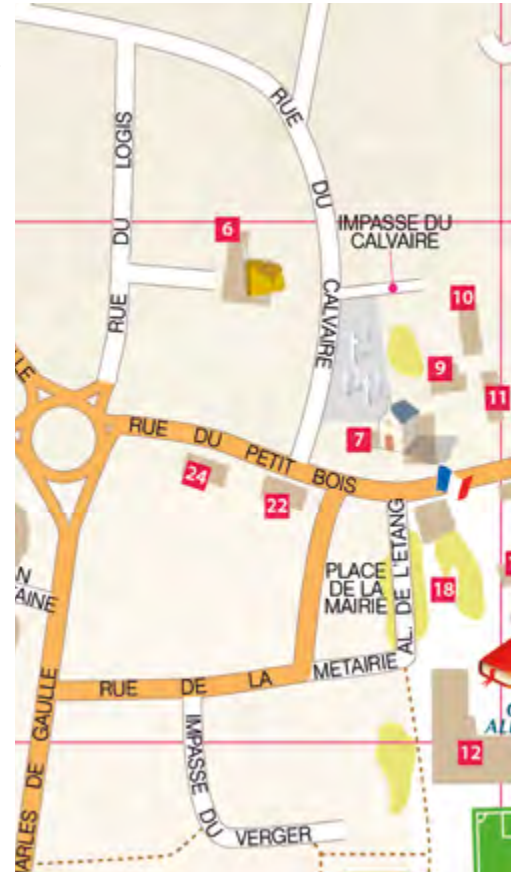 RUE DU LOGIS
RUE DU CALVAIRE
IMPASSE DU
CALVAIRE
6
10
9
11
7
RUE DU PETIT BOIS
24
22
PLACE
DE LA
MAIRIE
AL. DE L'ETANG
18
RUE DE LA METAIRIE
ARLES DE GAULLE
IMPASSE DU VERGER
12